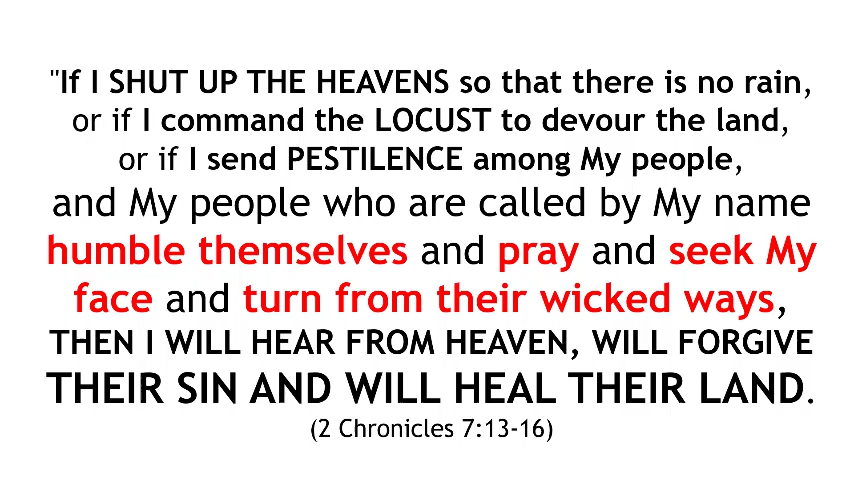 "If I SHUT UP THE HEAVENS so that there is no rain,
or if I command the LOCUST to devour the land,
or if I send PESTILENCE among My people,
and My people who are called by My name
humble themselves and pray and seek My
face and turn from their wicked ways,
THEN I WILL HEAR FROM HEAVEN, WILL FORGIVE
THEIR SIN AND WILL HEAL THEIR LAND.
(2 Chronicles 7:13-16)